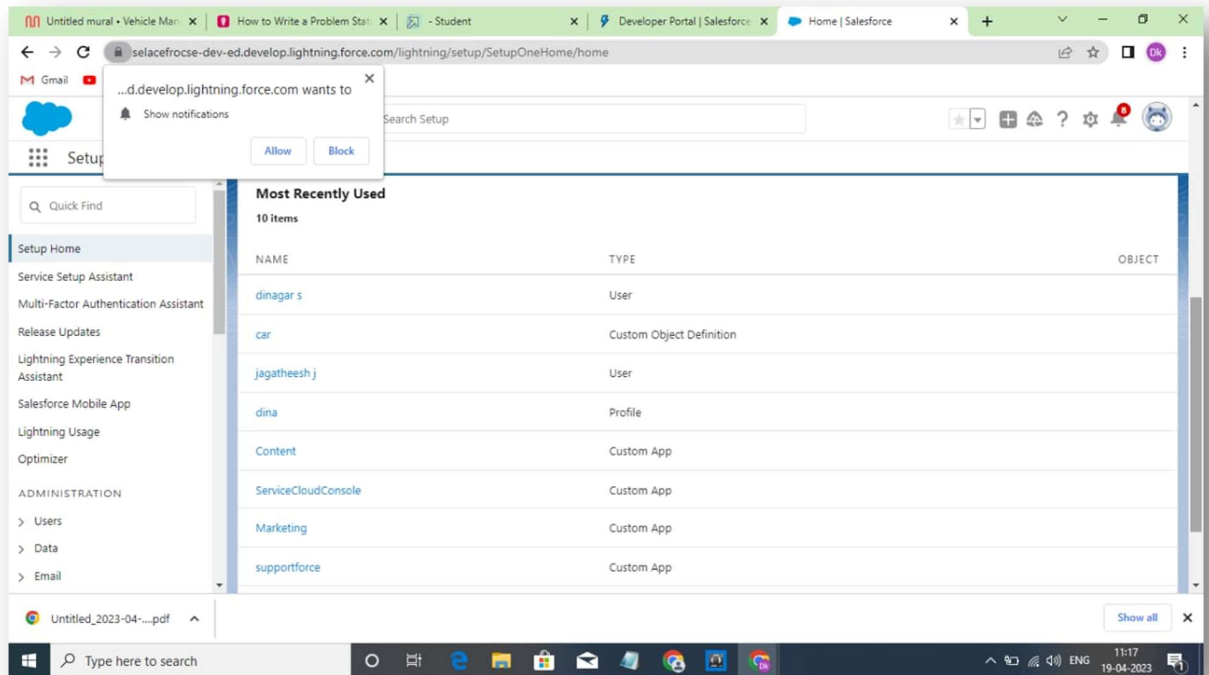 Untitled mural • Vehicle Man
How to Write a Problem Stat
- Student
Developer Portal | Salesforce
Home | Salesforce
selacefrocse-dev-ed.develop.lightning.force.com/lightning/setup/SetupOneHome/home
Dk
Gmail
...d.develop.lightning.force.com wants to
Show notifications
Allow
Block
Search Setup
8
Setup
Quick Find
Setup Home
Service Setup Assistant
Multi-Factor Authentication Assistant
Release Updates
Lightning Experience Transition
Assistant
Salesforce Mobile App
Lightning Usage
Optimizer
ADMINISTRATION
Users
Data
Email
Most Recently Used
10 items
NAME TYPE OBJECT
dinagar s User
car Custom Object Definition
jagatheesh j User
dina Profile
Content Custom App
ServiceCloudConsole Custom App
Marketing Custom App
supportforce Custom App
Untitled_2023-04-....pdf
Show all
Type here to search
ENG
11:17
19-04-2023
1